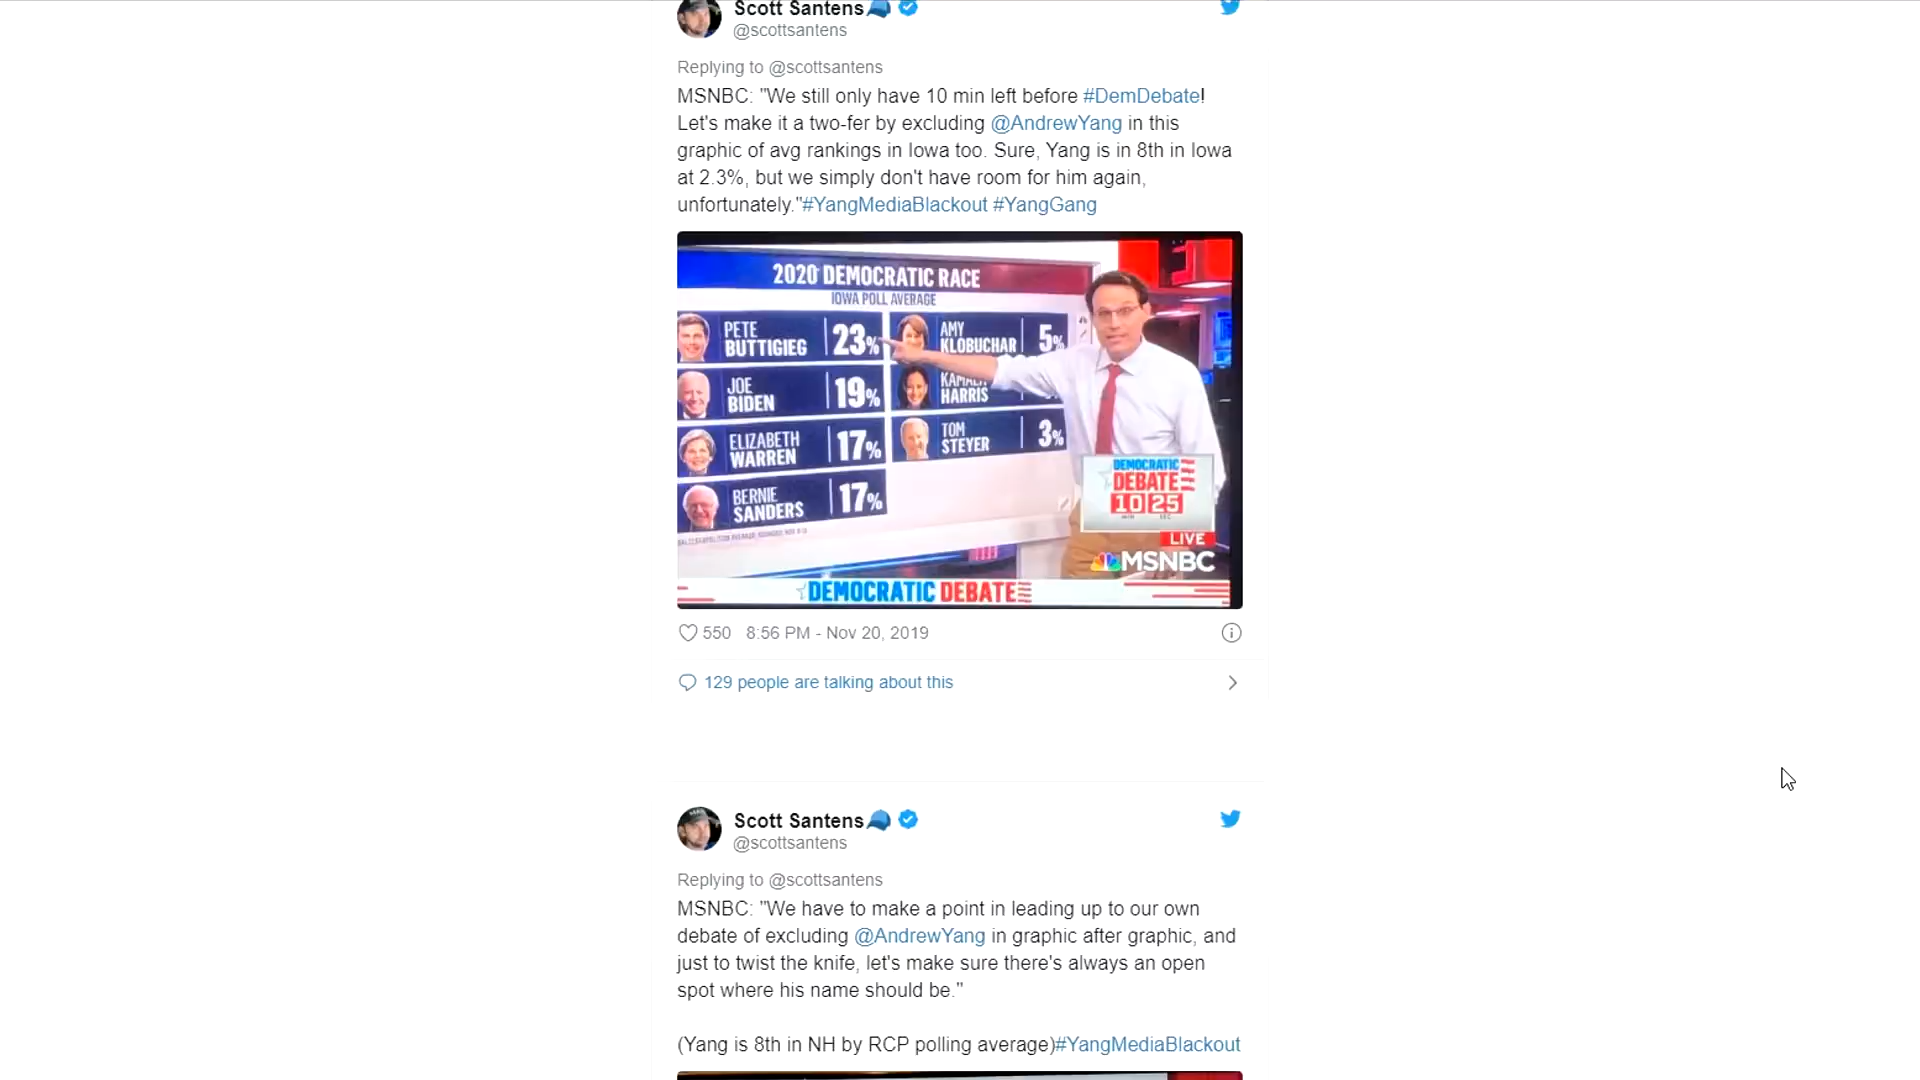 Scott Santens
@scottsantens
Replying to @scottsantens
MSNBC: "We still only have 10 min left before #DemDebate!
Let's make it a two-fer by excluding @AndrewYang in this
graphic of avg rankings in Iowa too. Sure, Yang is in 8th in Iowa
at 2.3%, but we simply don't have room for him again,
unfortunately."#YangMediaBlackout #YangGang
2020 DEMOCRATIC RACE
IOWA POLL AVERAGE
PETE
BUTTIGIEG 23%
JOE
BIDEN 19%
ELIZABETH
WARREN 17%
BERNIE
SANDERS 17%
AMY
KLOBUCHAR 5%
KAMALA
HARRIS
TOM
STEYER 3%
DEMOCRATIC
DEBATE
10 25
MIN SEC
LIVE
MSNBC
DEMOCRATIC DEBATE
550 8:56 PM - Nov 20, 2019
129 people are talking about this
Scott Santens
@scottsantens
Replying to @scottsantens
MSNBC: "We have to make a point in leading up to our own
debate of excluding @AndrewYang in graphic after graphic, and
just to twist the knife, let's make sure there's always an open
spot where his name should be."
(Yang is 8th in NH by RCP polling average)#YangMediaBlackout